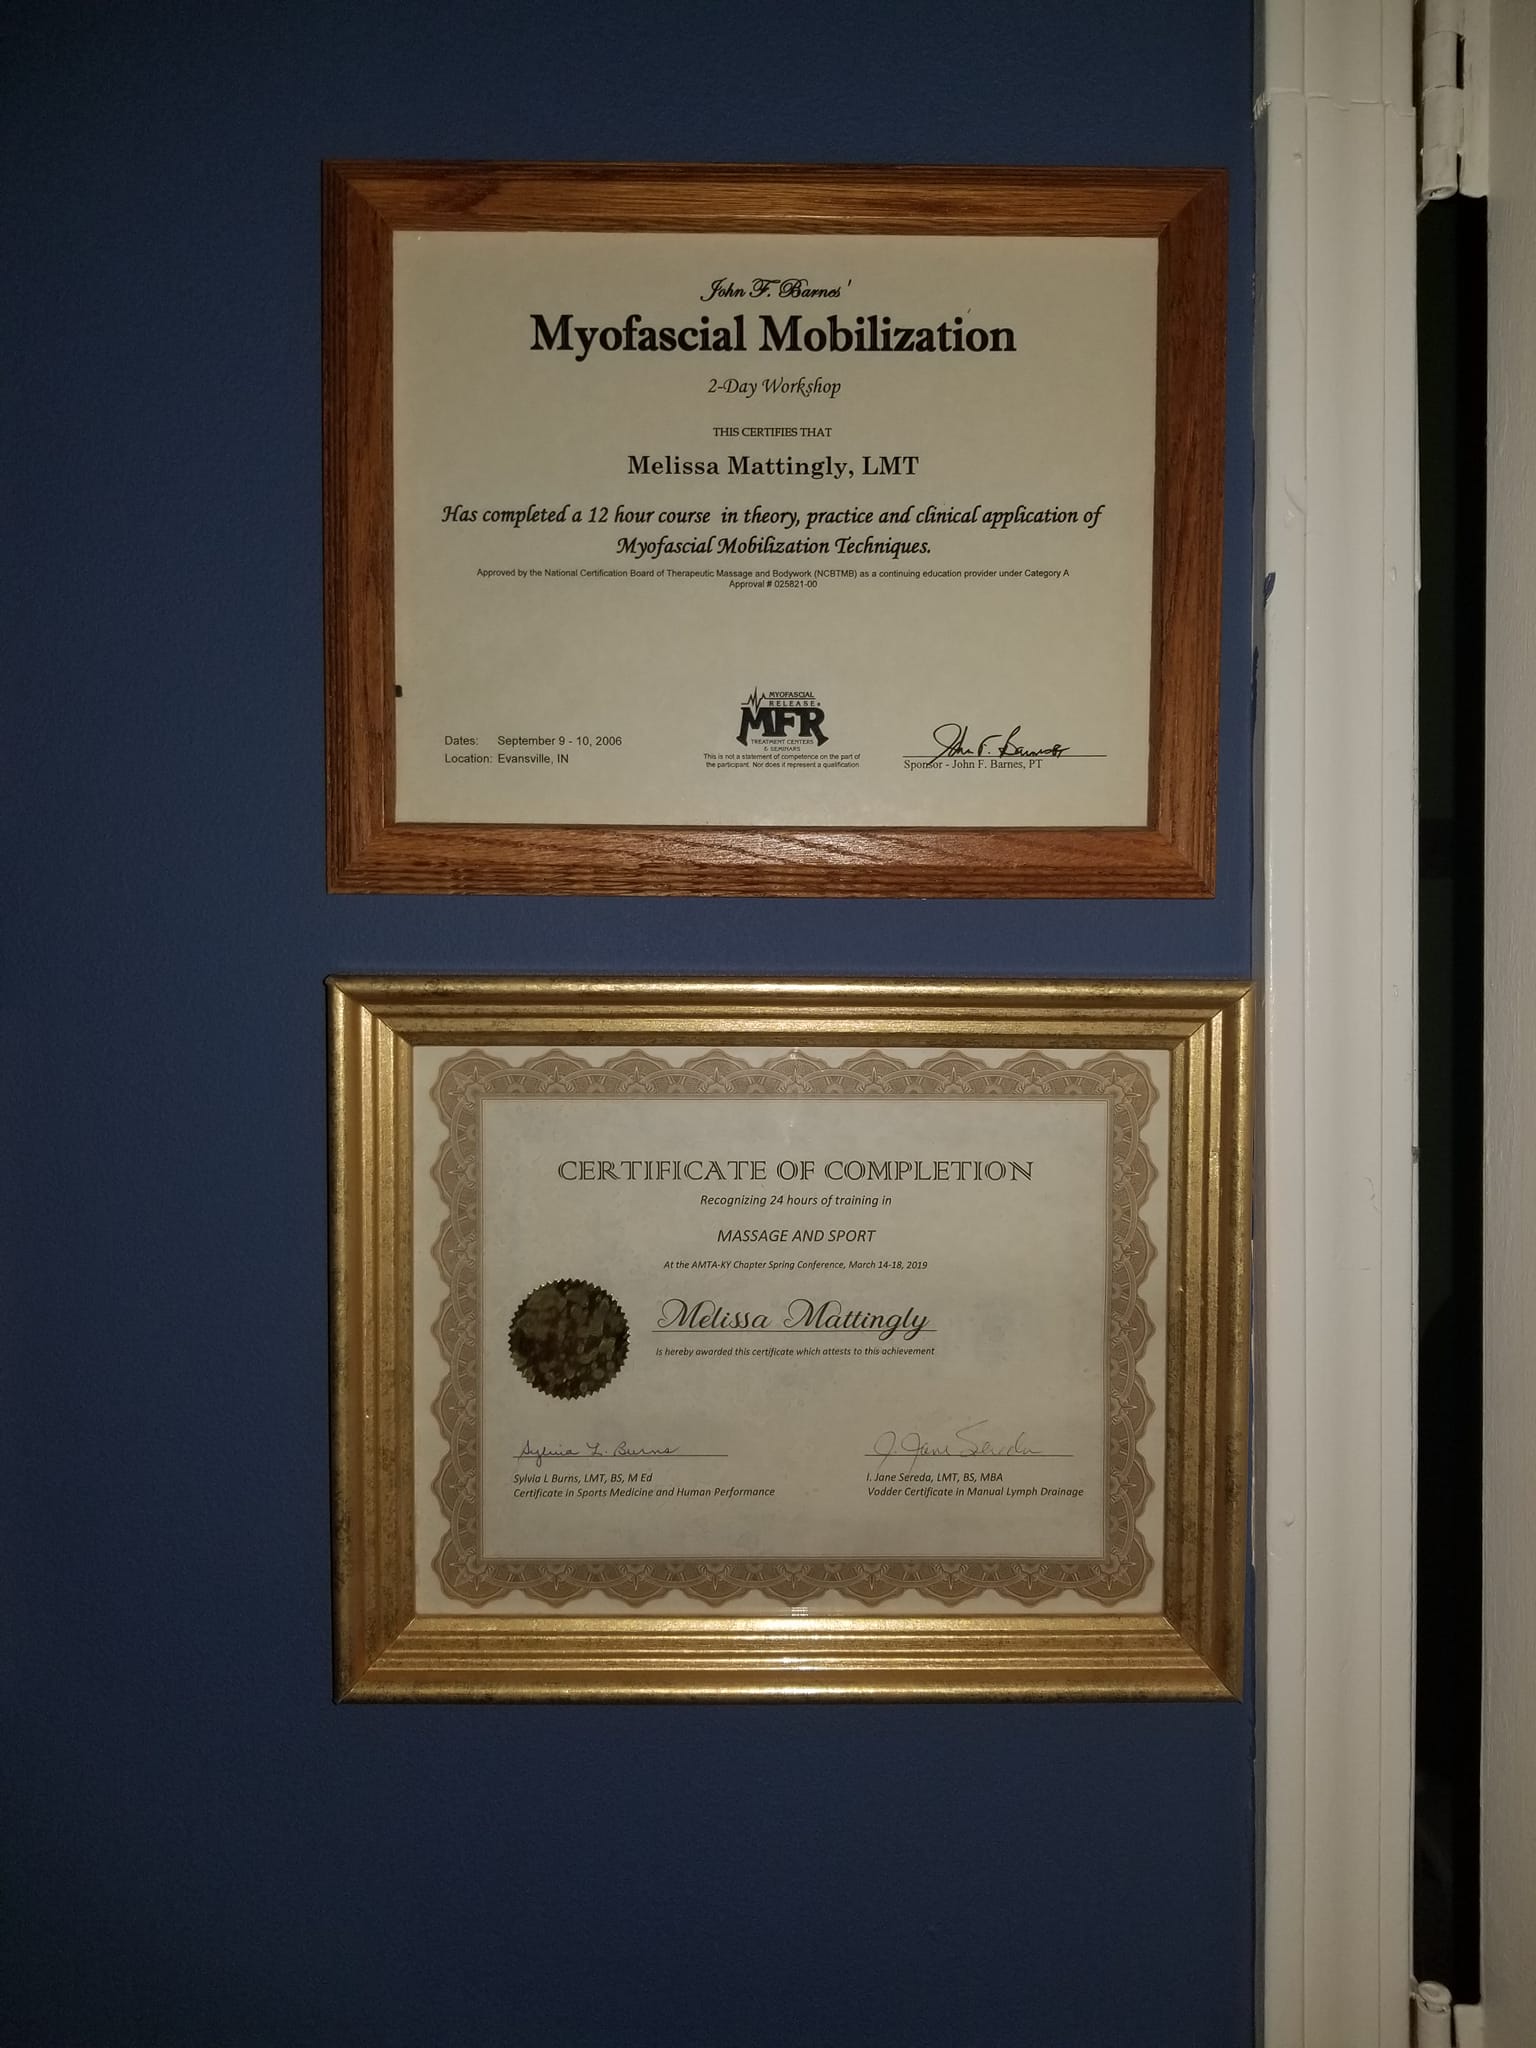 John F. Barnes'
Myofascial Mobilization
2-Day Workshop
THIS CERTIFIES THAT
Melissa Mattingly, LMT
Has completed a 12 hour course in theory, practice and clinical application of
Myofascial Mobilization Techniques.
Approved by the National Certification Board of Therapeutic Massage and Bodywork (NCBTMB) as a continuing education provider under Category A
Approval # 025821-00
MYOFASCIAL
RELEASE
MFR
TREATMENT CENTERS
& SEMINARS
This is not a statement of competence on the part of
the participant. Nor does it represent a qualification
Dates: September 9 - 10, 2006
Location: Evansville, IN
John F. Barnes
Sponsor - John F. Barnes, PT
CERTIFICATE OF COMPLETION
Recognizing 24 hours of training in
MASSAGE AND SPORT
At the AMTA-KY Chapter Spring Conference, March 14-18, 2019
Melissa Mattingly
Is hereby awarded this certificate which attests to this achievement
Sylvia L. Burns
Sylvia L Burns, LMT, BS, M Ed
Certificate in Sports Medicine and Human Performance
I. Jane Sereda
I. Jane Sereda, LMT, BS, MBA
Vodder Certificate in Manual Lymph Drainage